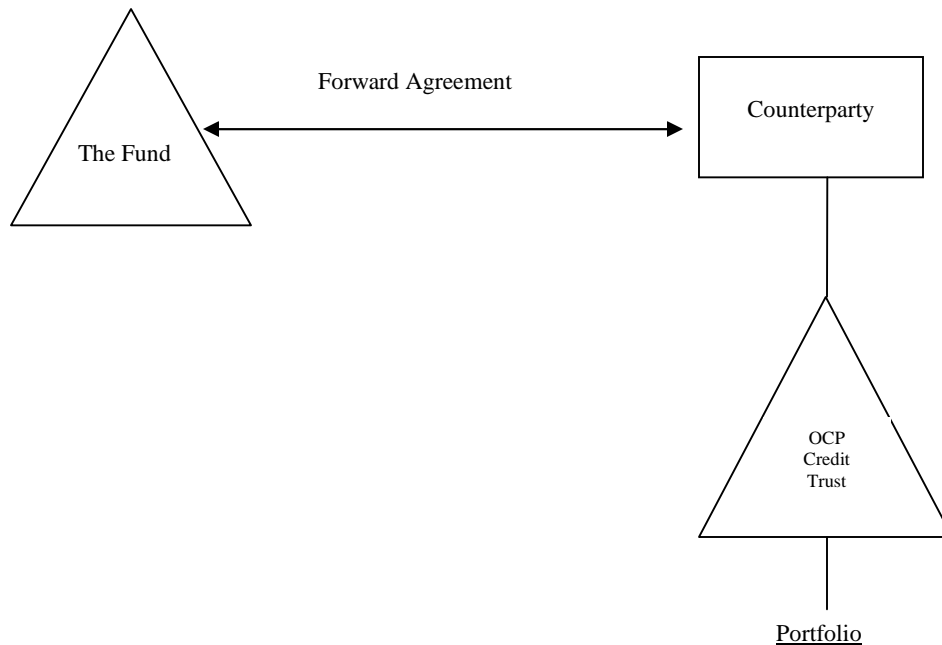 Forward Agreement
Counterparty
The Fund
OCP
Credit
Trust
Portfolio